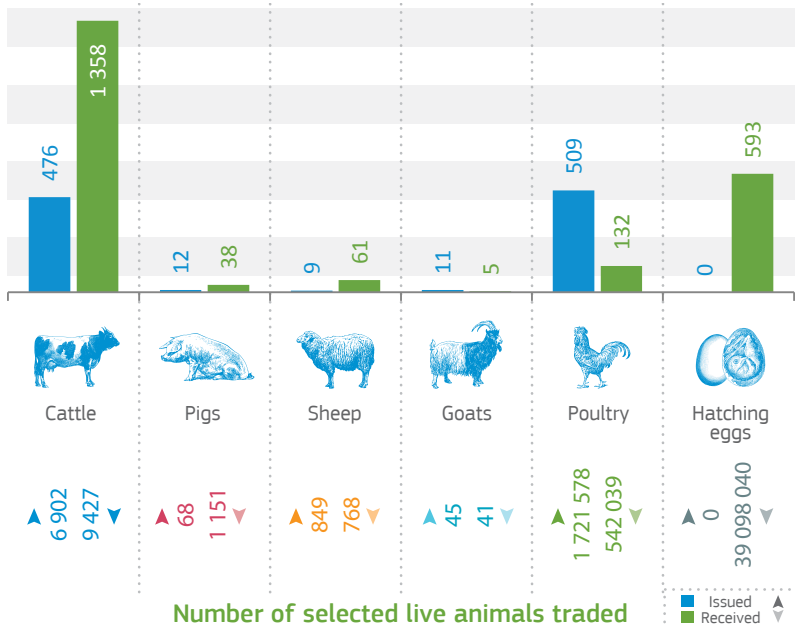 476
1 358
12
38
9
61
11
5
509
132
0
593
Cattle
Pigs
Sheep
Goats
Poultry
Hatching
eggs
6 902
9 427
68
1 151
849
768
45
41
1 721 578
542 039
0
39 098 040
Number of selected live animals traded
Issued
Received